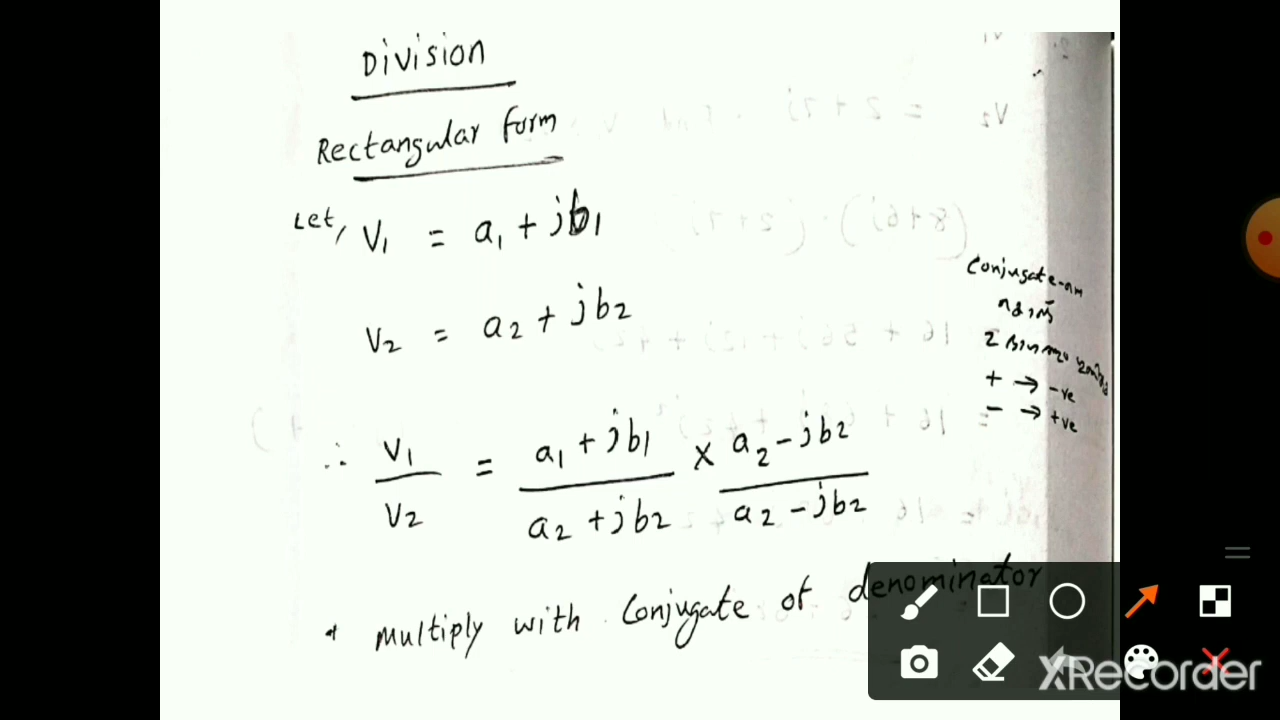 Division
Rectangular form
Let, V₁ = a₁ + jb₁
V₂ = a₂ + jb₂
∴ V₁/V₂ = (a₁ + jb₁)/(a₂ + jb₂) × (a₂ - jb₂)/(a₂ - jb₂)
* multiply with conjugate of denominator
Conjugate
+ → -ve
- → +ve
XRecorder